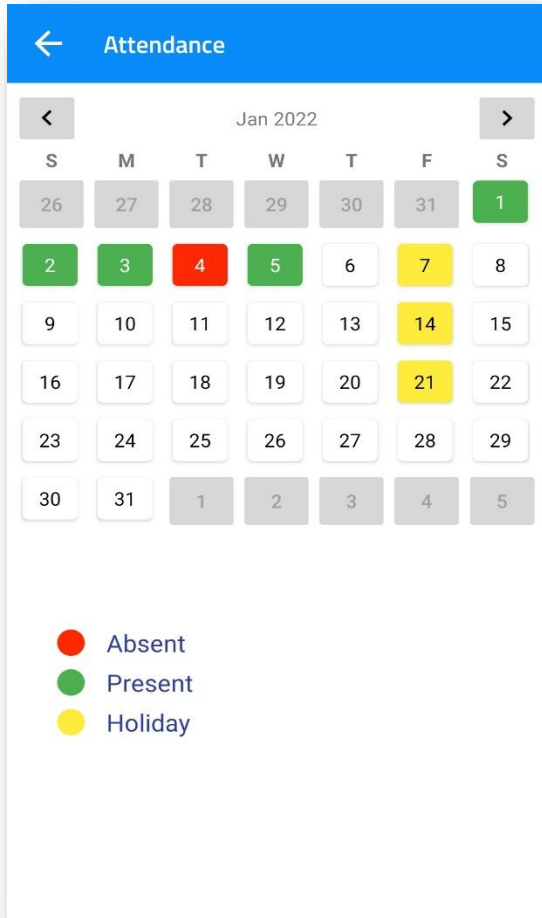 Attendance
Jan 2022
S M T W T F S
26 27 28 29 30 31 1
2 3 4 5 6 7 8
9 10 11 12 13 14 15
16 17 18 19 20 21 22
23 24 25 26 27 28 29
30 31 1 2 3 4 5
Absent
Present
Holiday